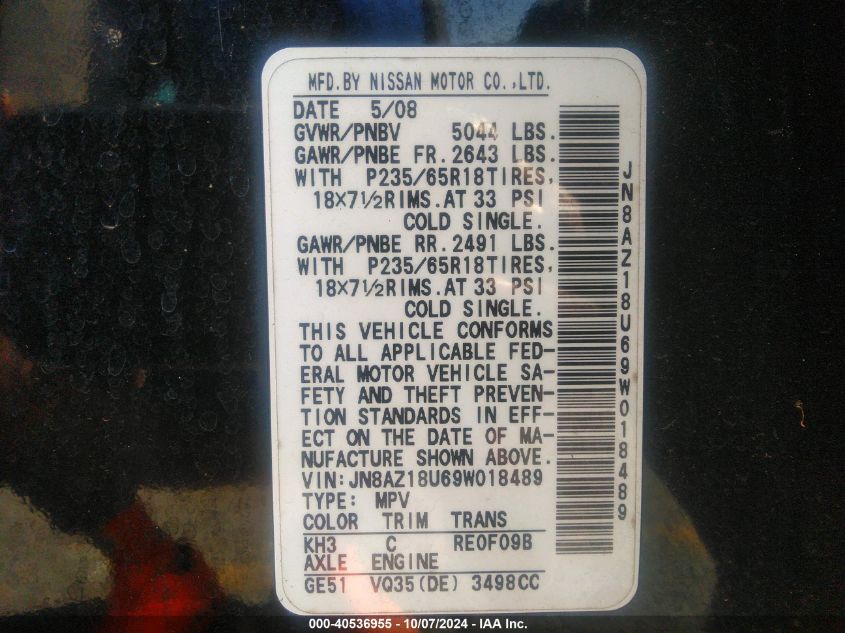 MFD.BY NISSAN MOTOR CO.,LTD.
DATE 5/08
GVWR/PNBV 5044 LBS.
GAWR/PNBE FR.2643 LBS.
WITH P235/65R18TIRES,
18×7½RIMS.AT 33 PSI
COLD SINGLE.
GAWR/PNBE RR.2491 LBS.
WITH P235/65R18TIRES,
18×7½RIMS.AT 33 PSI
COLD SINGLE.
THIS VEHICLE CONFORMS
TO ALL APPLICABLE FED-
ERAL MOTOR VEHICLE SA-
FETY AND THEFT PREVEN-
TION STANDARDS IN EFF-
ECT ON THE DATE OF MA-
NUFACTURE SHOWN ABOVE.
VIN:JN8AZ18U69W018489
TYPE: MPV
COLOR TRIM TRANS
KH3 C RE0F09B
AXLE ENGINE
GE51 VQ35(DE) 3498CC
JN8AZ18U69W018489
000-40536955 - 10/07/2024 - IAA Inc.